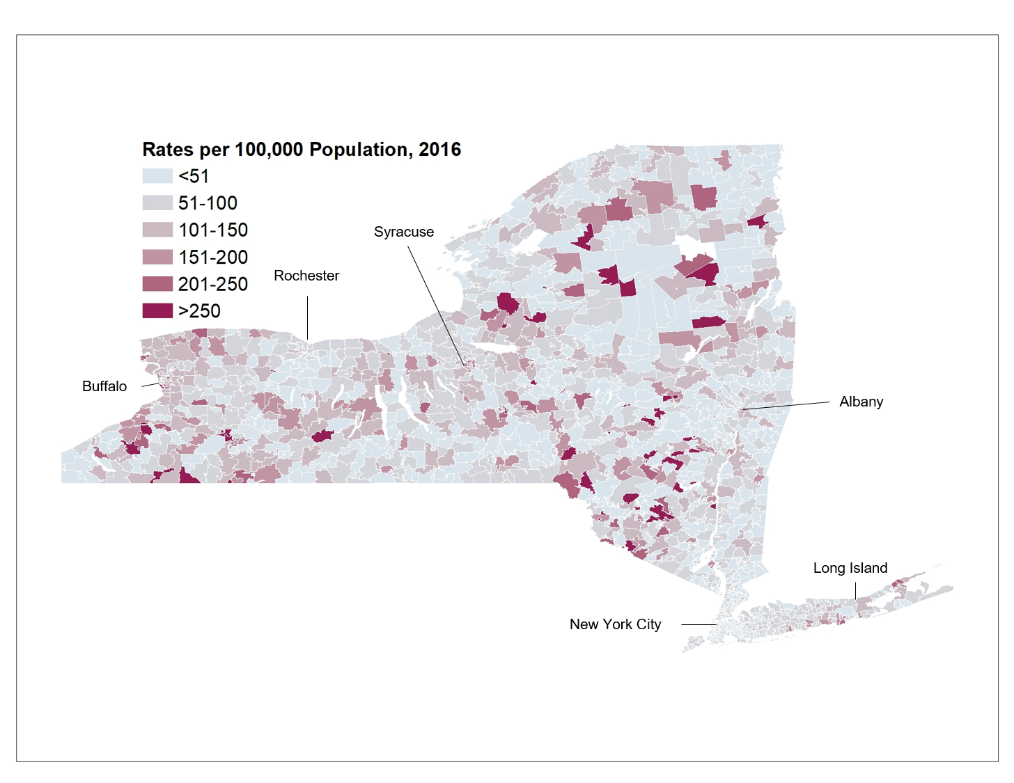 Rates per 100,000 Population, 2016
<51
51-100
101-150
151-200
201-250
>250
Syracuse
Rochester
Buffalo
Albany
Long Island
New York City